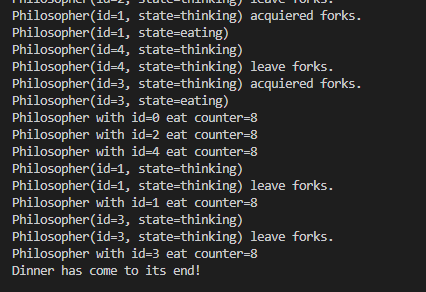 Philosopher(id=2, state=thinking) leave forks.
Philosopher(id=1, state=thinking) acquiered forks.
Philosopher(id=1, state=eating)
Philosopher(id=4, state=thinking)
Philosopher(id=4, state=thinking) leave forks.
Philosopher(id=3, state=thinking) acquiered forks.
Philosopher(id=3, state=eating)
Philosopher with id=0 eat counter=8
Philosopher with id=2 eat counter=8
Philosopher with id=4 eat counter=8
Philosopher(id=1, state=thinking)
Philosopher(id=1, state=thinking) leave forks.
Philosopher with id=1 eat counter=8
Philosopher(id=3, state=thinking)
Philosopher(id=3, state=thinking) leave forks.
Philosopher with id=3 eat counter=8
Dinner has come to its end!